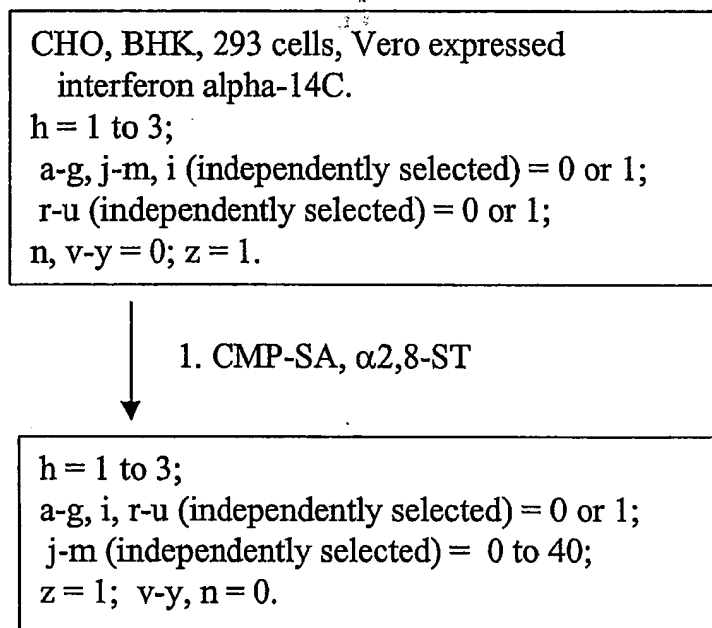 CHO, BHK, 293 cells, Vero expressed
interferon alpha-14C.
h = 1 to 3;
a-g, j-m, i (independently selected) = 0 or 1;
r-u (independently selected) = 0 or 1;
n, v-y = 0; z = 1.
1. CMP-SA, α2,8-ST
h = 1 to 3;
a-g, i, r-u (independently selected) = 0 or 1;
j-m (independently selected) = 0 to 40;
z = 1; v-y, n = 0.